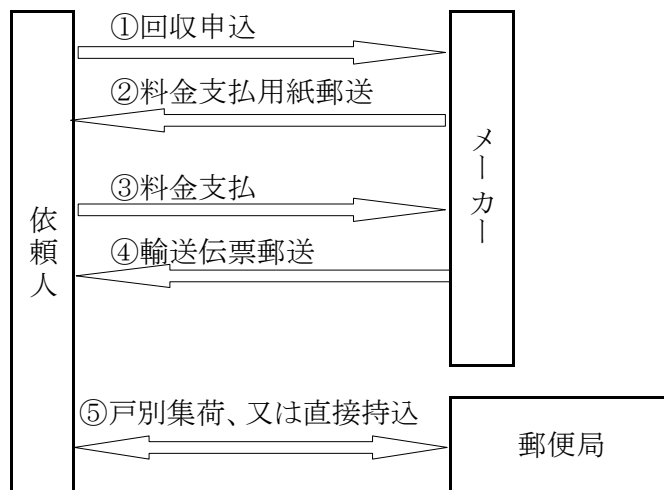 ①回収申込
②料金支払用紙郵送
③料金支払
④輸送伝票郵送
依頼人
メーカー
⑤戸別集荷、又は直接持込
郵便局